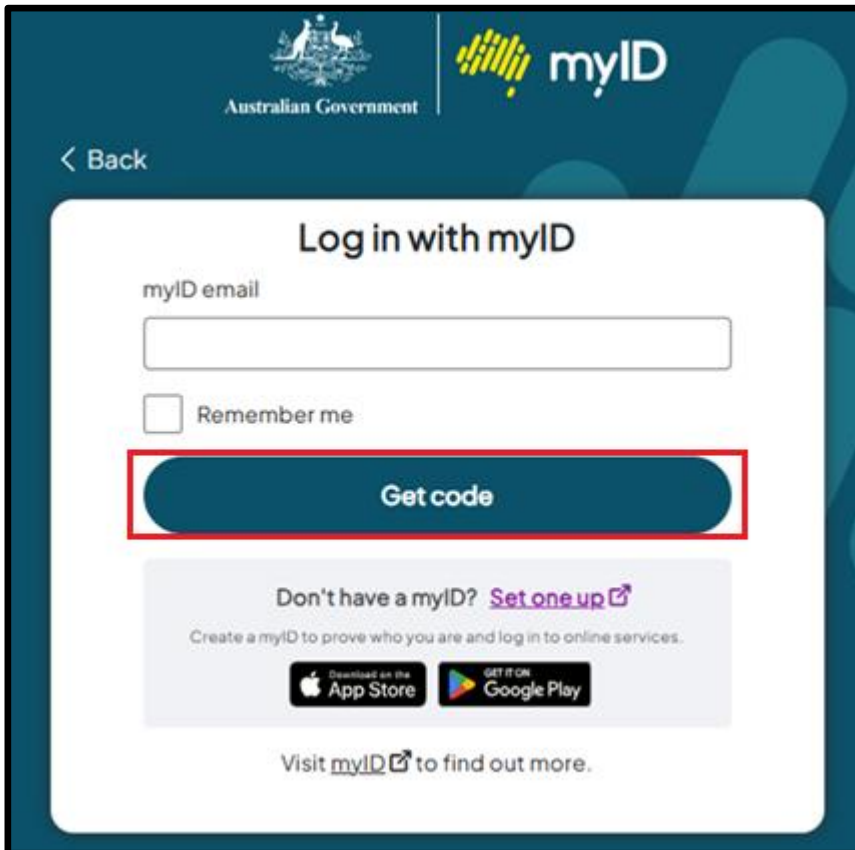 Australian Government
myID
< Back
Log in with myID
myID email
Remember me
Get code
Don't have a myID? Set one up
Create a myID to prove who you are and log in to online services.
Download on the
App Store
GET IT ON
Google Play
Visit myID to find out more.